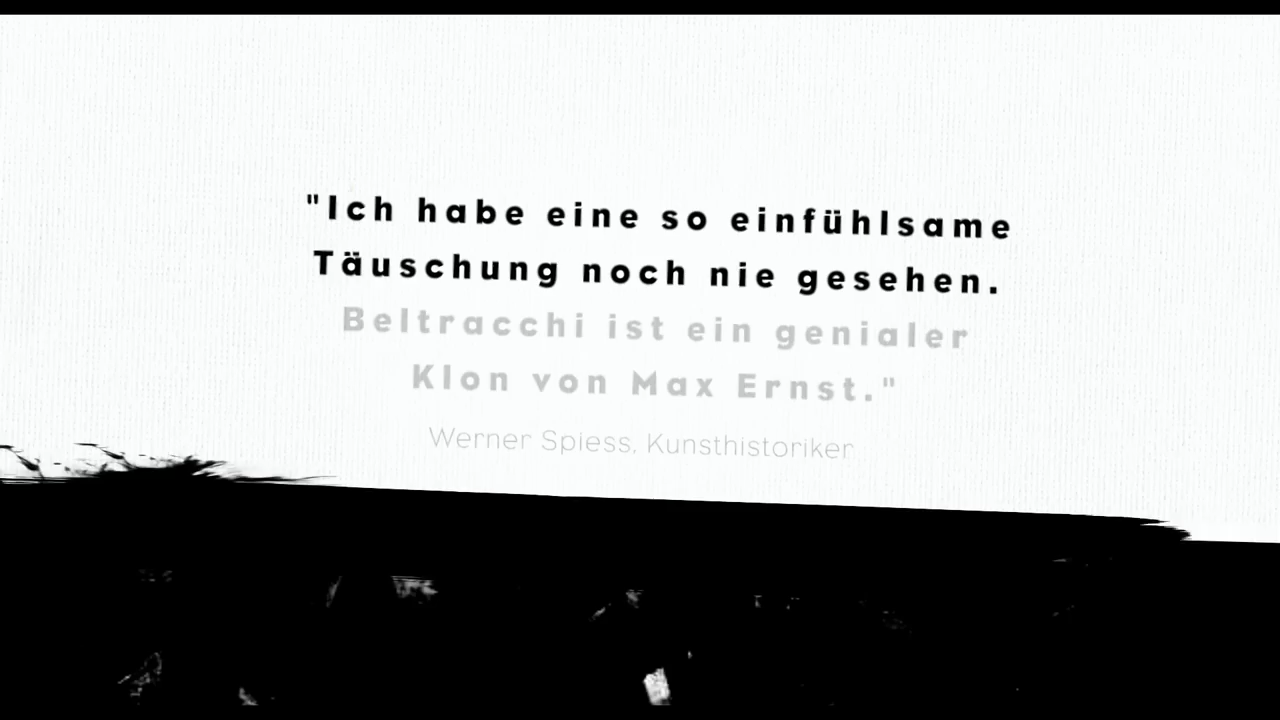 "Ich habe eine so einfühlsame
Täuschung noch nie gesehen.
Beltracchi ist ein genialer
Klon von Max Ernst."
Werner Spiess, Kunsthistoriker